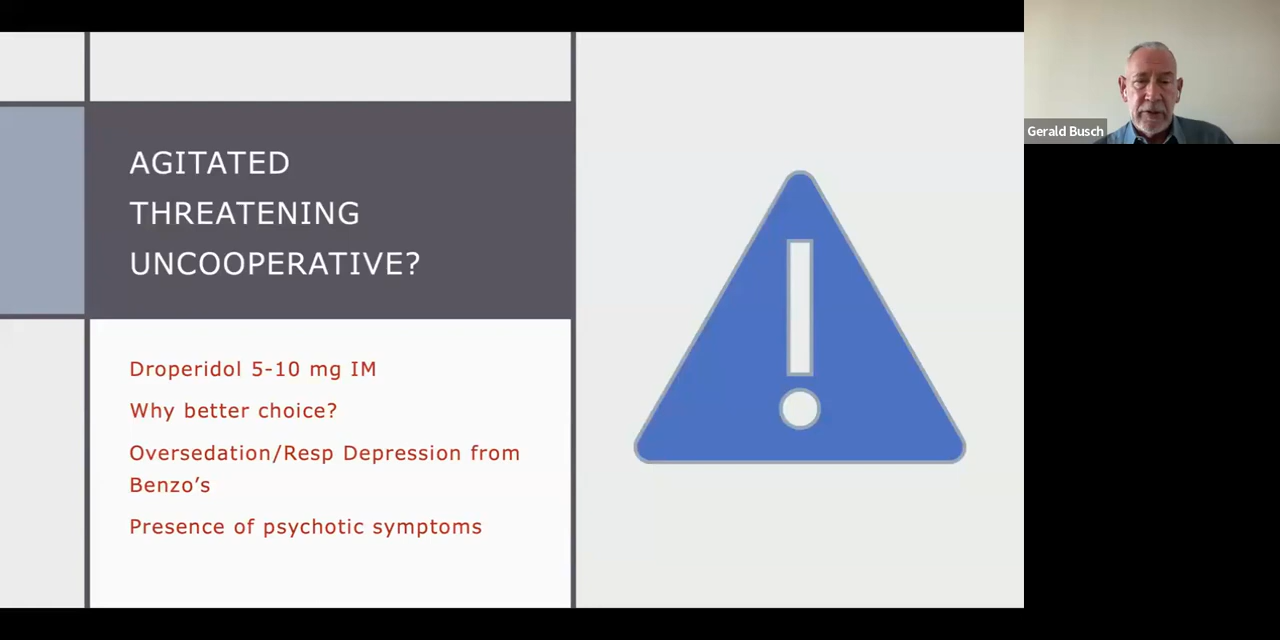 AGITATED
THREATENING
UNCOOPERATIVE?
Droperidol 5-10 mg IM
Why better choice?
Oversedation/Resp Depression from
Benzo’s
Presence of psychotic symptoms
Gerald Busch